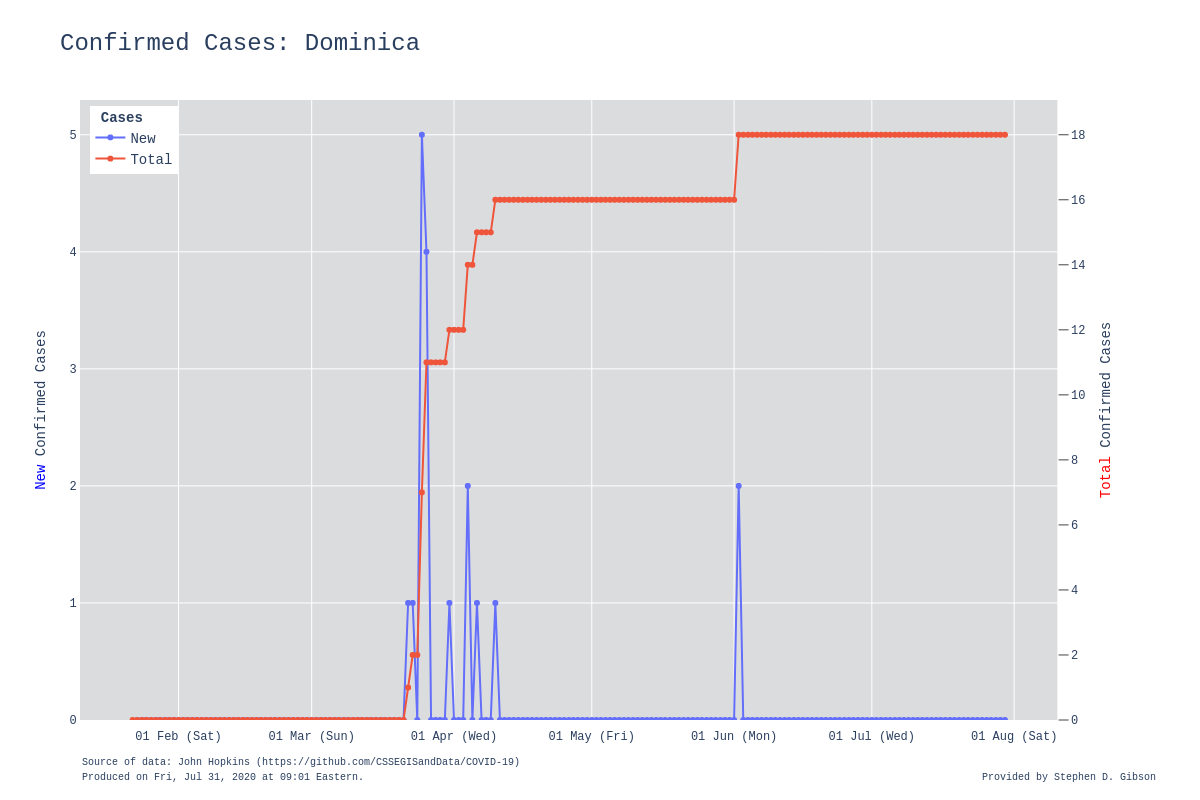 Confirmed Cases: Dominica
Cases
New
Total
5
4
3
2
1
0
18
16
14
12
10
8
6
4
2
0
New Confirmed Cases
Total Confirmed Cases
01 Feb (Sat) 01 Mar (Sun) 01 Apr (Wed) 01 May (Fri) 01 Jun (Mon) 01 Jul (Wed) 01 Aug (Sat)
Source of data: John Hopkins (https://github.com/CSSEGISandData/COVID-19)
Produced on Fri, Jul 31, 2020 at 09:01 Eastern.
Provided by Stephen D. Gibson